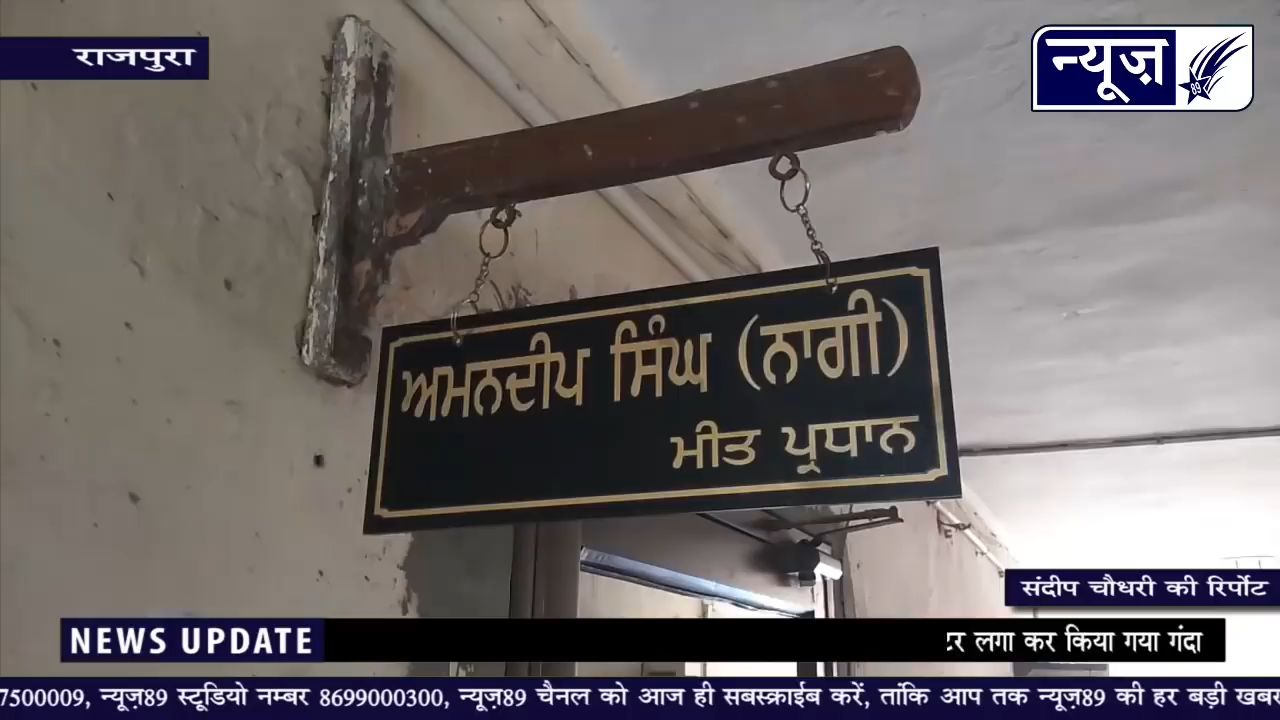 राजपुरा
न्यूज़
89
ਅਮਨਦੀਪ ਸਿੰਘ (ਨਾਗੀ)
ਮੀਤ ਪ੍ਰਧਾਨ
संदीप चौधरी की रिर्पोट
NEWS UPDATE
लगा कर किया गया गंदा
7500009, न्यूज़89 स्टूडियो नम्बर 8699000300, न्यूज़89 चैनल को आज ही सबस्क्राईब करें, तांकि आप तक न्यूज़89 की हर बड़ी